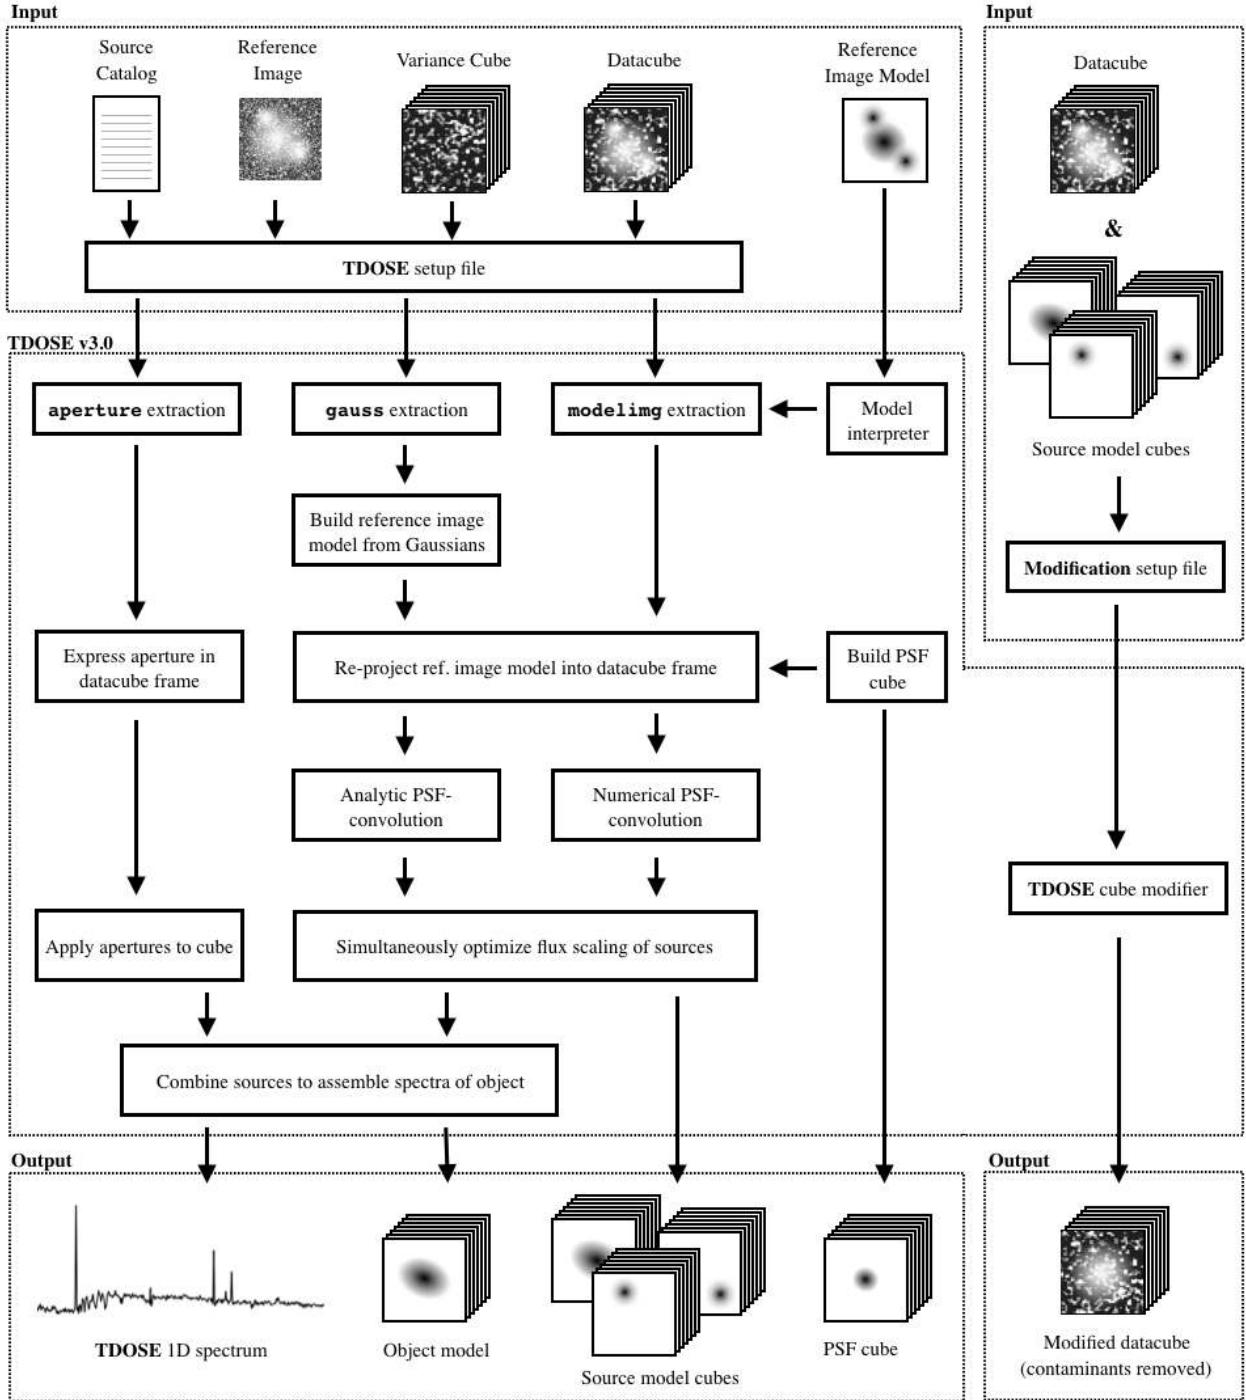 Input
Source
Catalog
Reference
Image
Variance Cube
Datacube
Reference
Image Model
TDOSE setup file
Input
Datacube
&
Source model cubes
Modification setup file
TDOSE v3.0
aperture extraction
gauss extraction
modelimg extraction
Model
interpreter
Build reference image
model from Gaussians
Express aperture in
datacube frame
Re-project ref. image model into datacube frame
Build PSF
cube
Analytic PSF-
convolution
Numerical PSF-
convolution
TDOSE cube modifier
Apply apertures to cube
Simultaneously optimize flux scaling of sources
Combine sources to assemble spectra of object
Output
TDOSE 1D spectrum
Object model
Source model cubes
PSF cube
Output
Modified datacube
(contaminants removed)